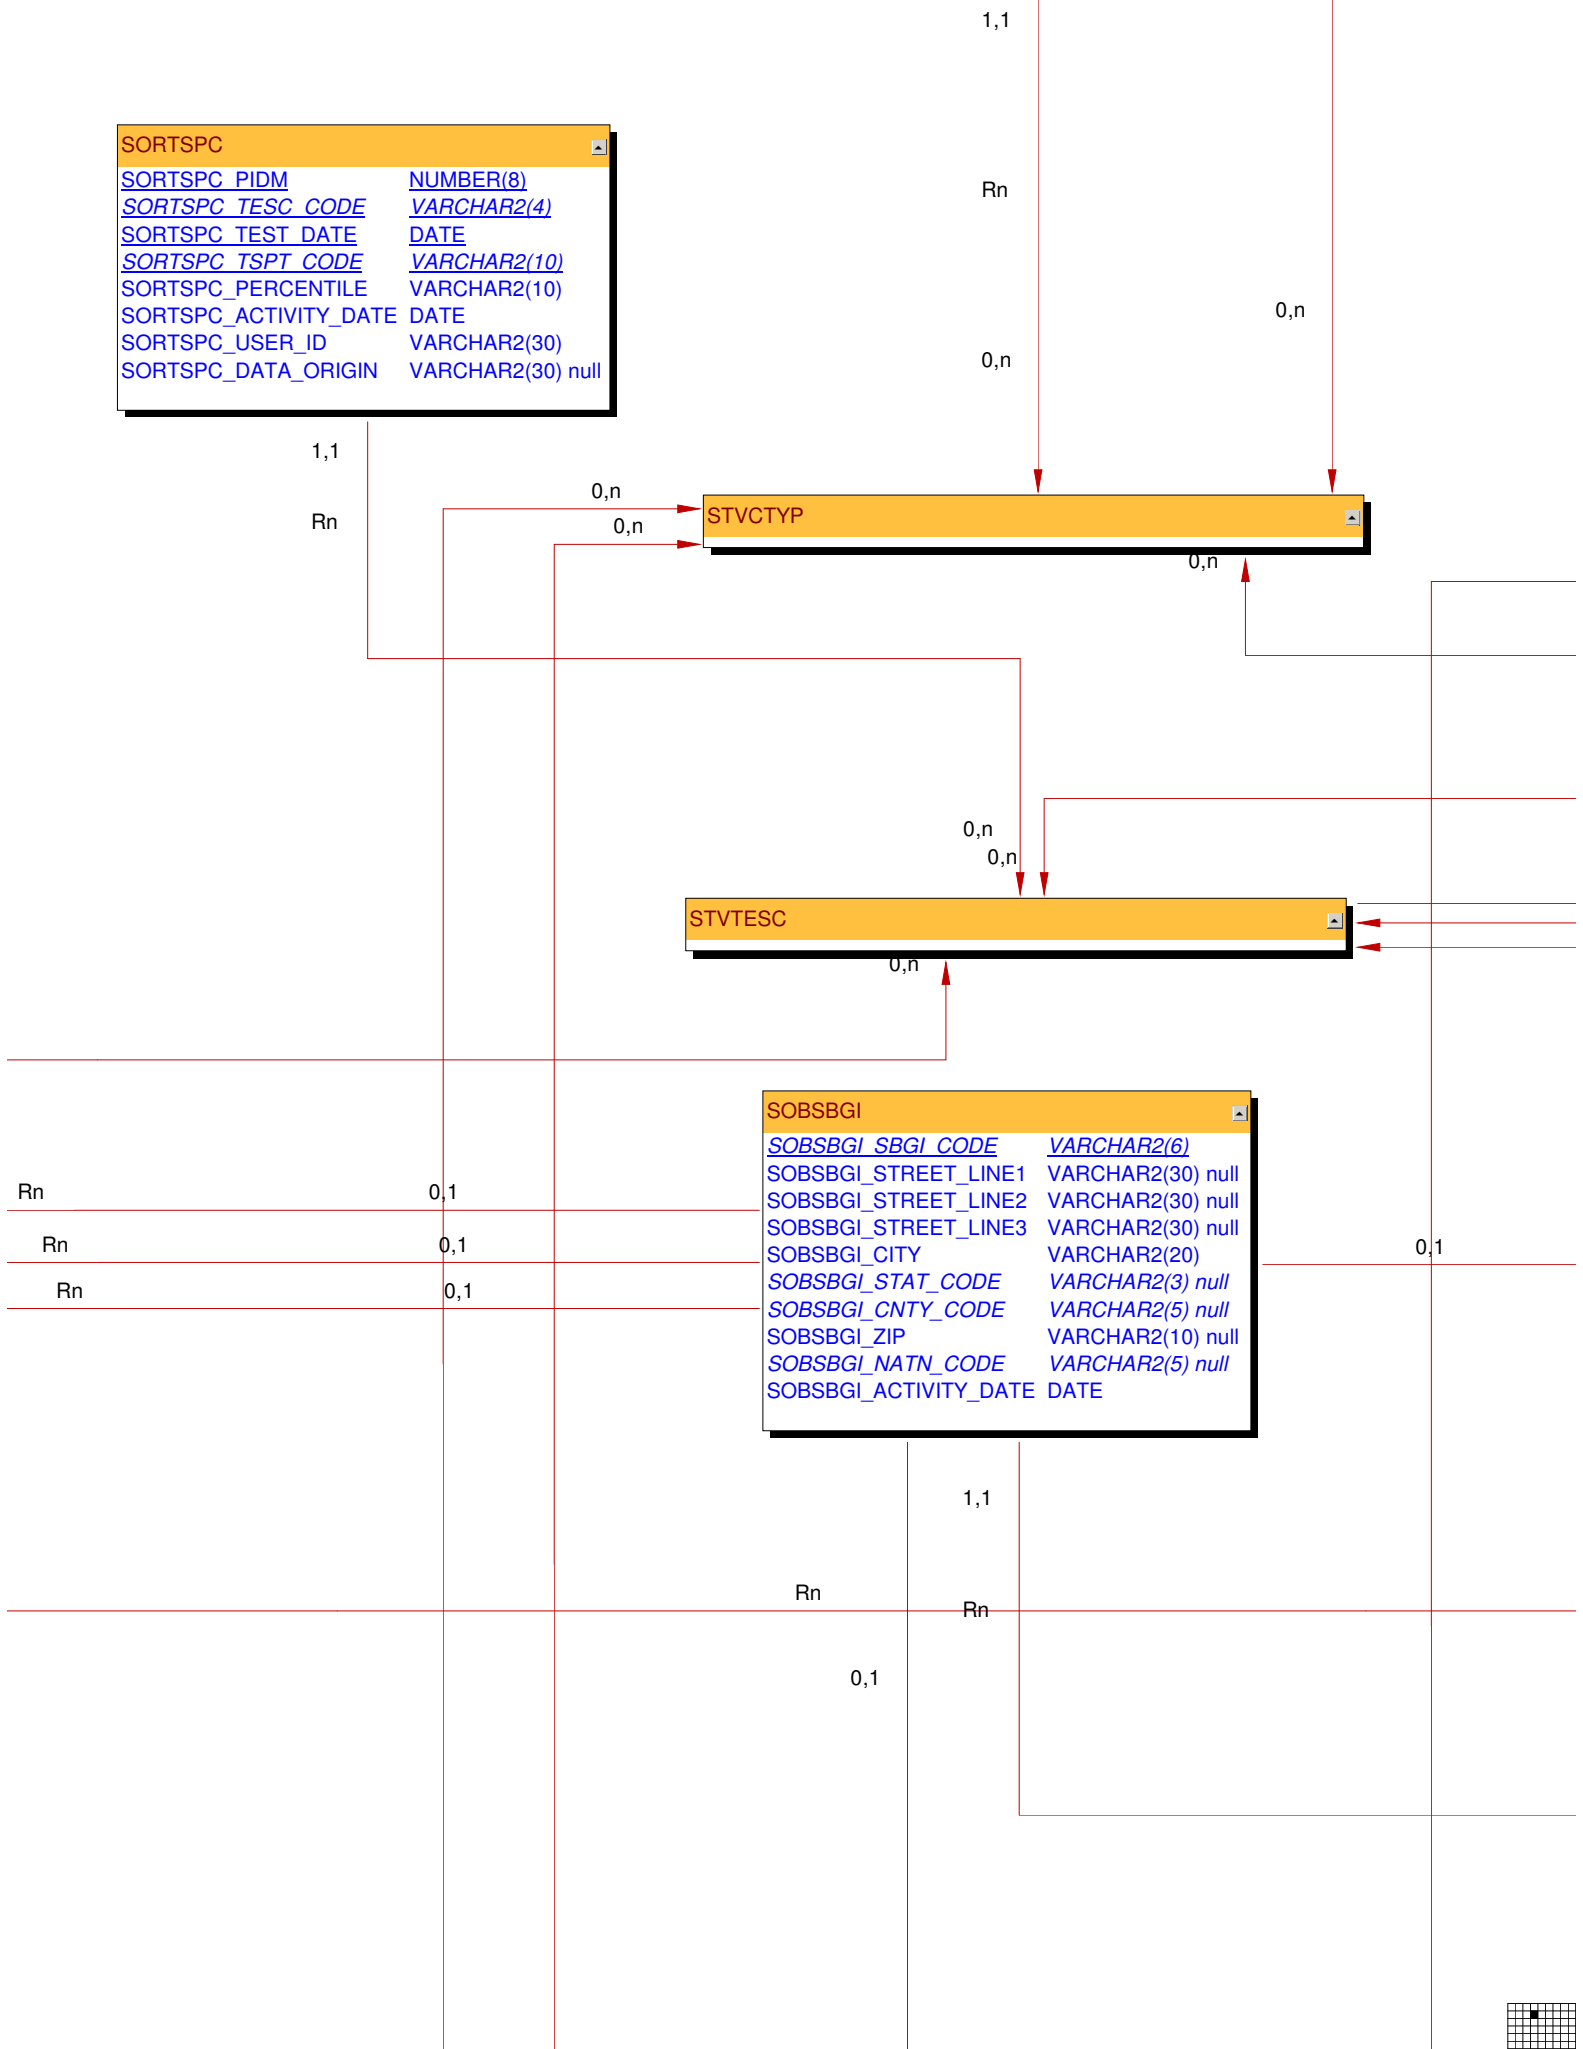 1,1
SORTSPC
SORTSPC_PIDM NUMBER(8)
SORTSPC_TESC_CODE VARCHAR2(4)
SORTSPC_TEST_DATE DATE
SORTSPC_TSPT_CODE VARCHAR2(10)
SORTSPC_PERCENTILE VARCHAR2(10)
SORTSPC_ACTIVITY_DATE DATE
SORTSPC_USER_ID VARCHAR2(30)
SORTSPC_DATA_ORIGIN VARCHAR2(30) null
Rn
0,n
0,n
1,1
Rn
0,n
0,n
STVCTYP
0,n
0,n
0,n
STVTESC
0,n
SOBSBGI
SOBSBGI_SBGI_CODE VARCHAR2(6)
SOBSBGI_STREET_LINE1 VARCHAR2(30) null
SOBSBGI_STREET_LINE2 VARCHAR2(30) null
SOBSBGI_STREET_LINE3 VARCHAR2(30) null
SOBSBGI_CITY VARCHAR2(20)
SOBSBGI_STAT_CODE VARCHAR2(3) null
SOBSBGI_CNTY_CODE VARCHAR2(5) null
SOBSBGI_ZIP VARCHAR2(10) null
SOBSBGI_NATN_CODE VARCHAR2(5) null
SOBSBGI_ACTIVITY_DATE DATE
Rn 0,1
Rn 0,1
Rn 0,1
0,1
1,1
Rn
Rn
0,1